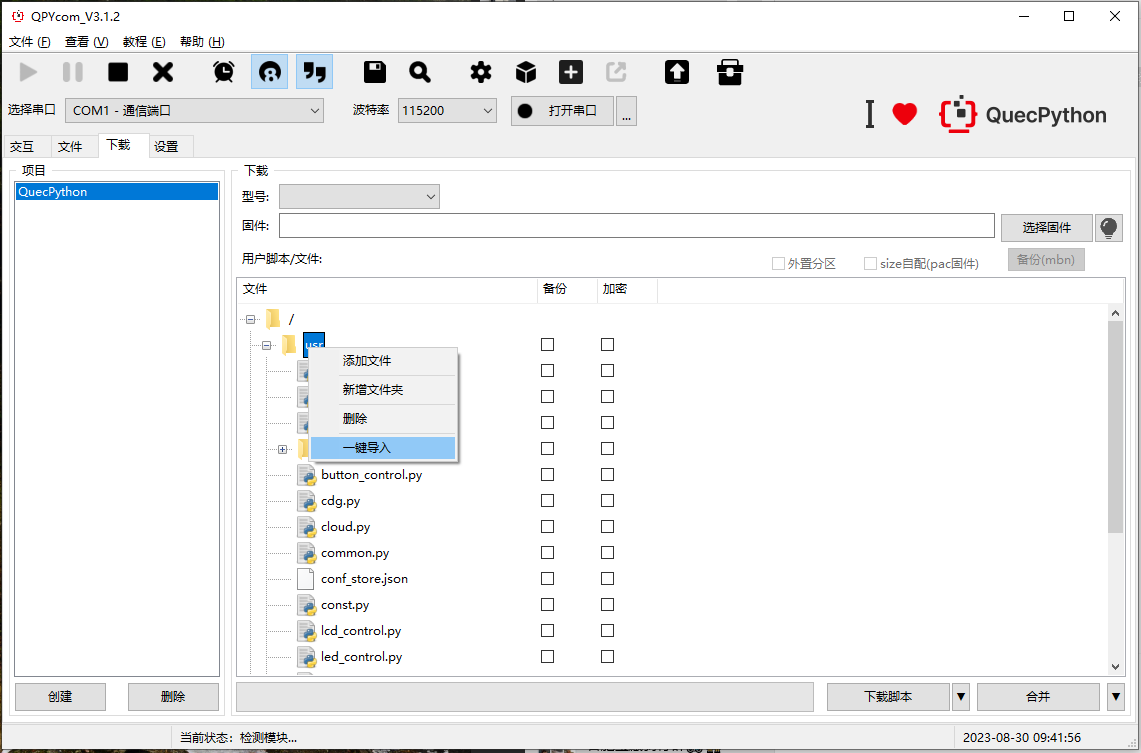 QPYcom_V3.1.2
文件 (F) 查看 (V) 教程 (E) 帮助 (H)
选择串口 COM1 - 通信端口 波特率 115200 打开串口 ...
QuecPython
交互 文件 下载 设置
项目
QuecPython
下载
型号:
固件: 选择固件
用户脚本/文件: 外置分区 size自配(pac固件) 备份(mbn)
文件 备份 加密
/
usr
添加文件
新增文件夹
删除
一键导入
button_control.py
cdg.py
cloud.py
common.py
conf_store.json
const.py
lcd_control.py
led_control.py
创建 删除 下载脚本 合并
当前状态: 检测模块... 2023-08-30 09:41:56